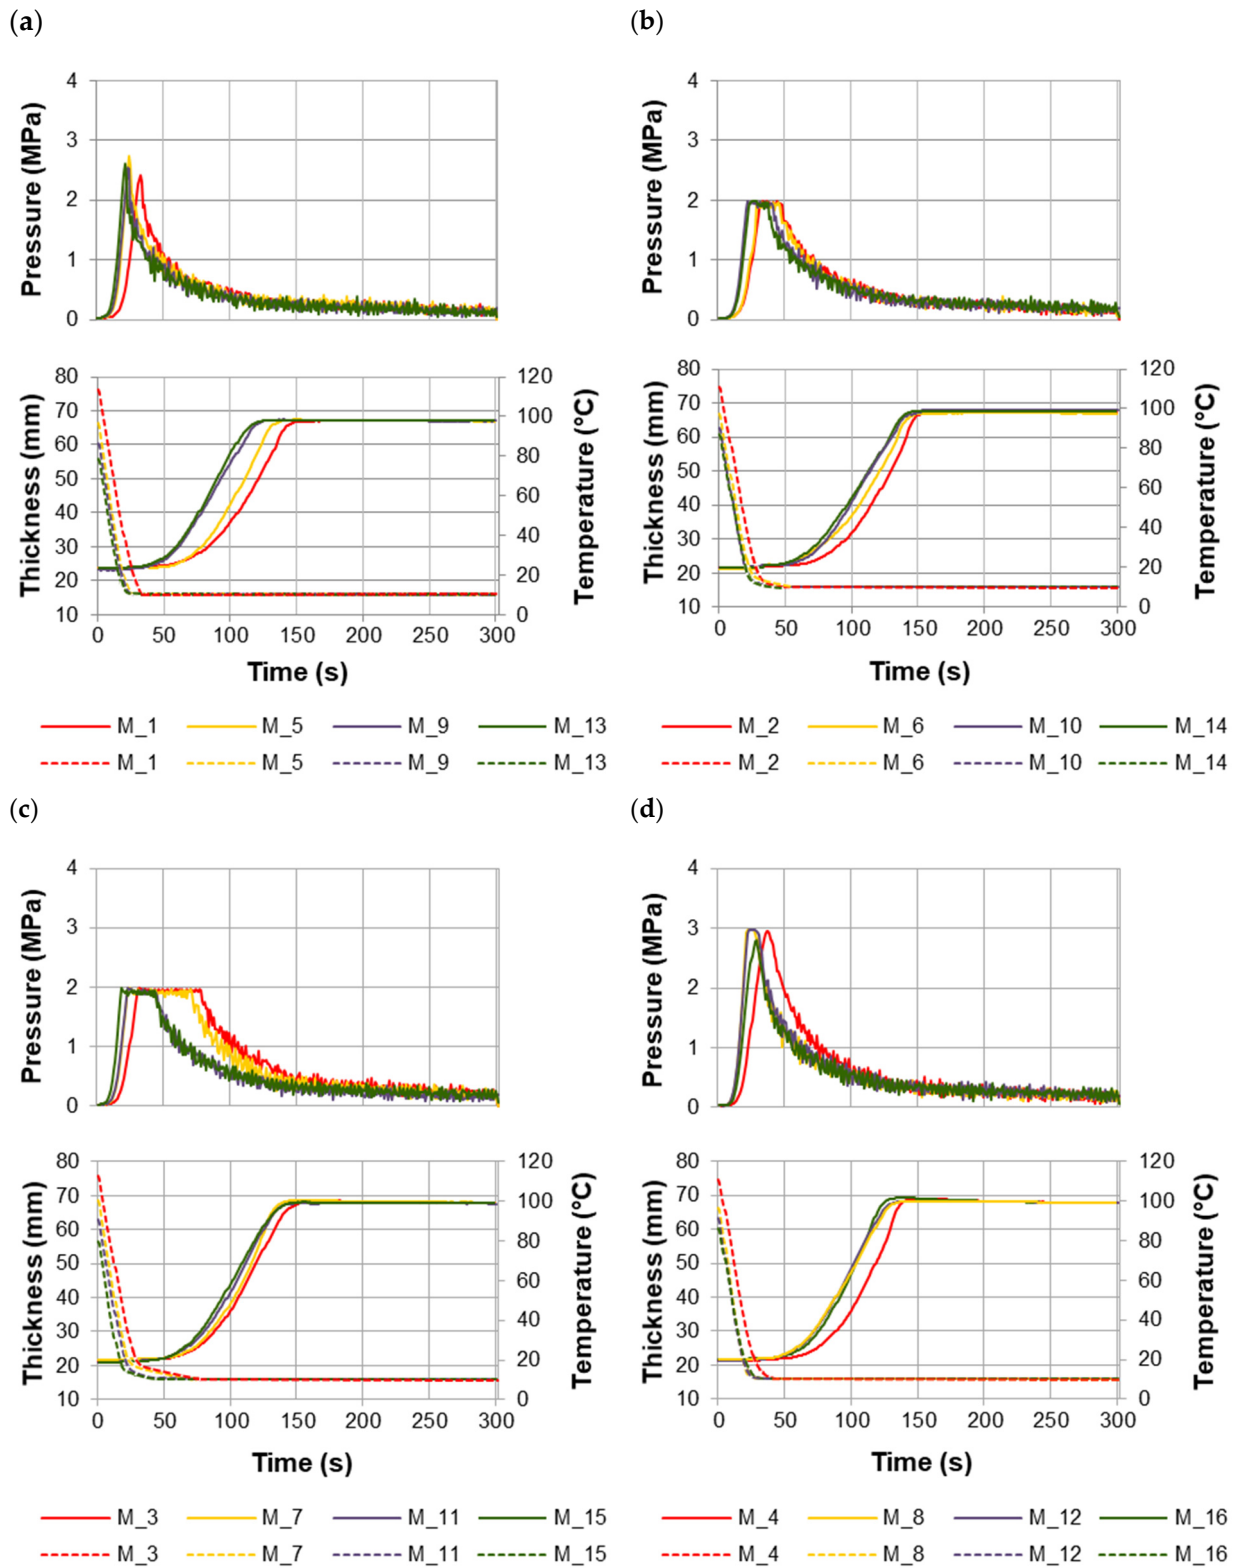 (a)
(b)
Pressure (MPa)
4
3
2
1
0
Pressure (MPa)
4
3
2
1
0
Thickness (mm)
80
70
60
50
40
30
20
10
120
100
80
60
40
20
0
Temperature (°C)
0 50 100 150 200 250 300
Time (s)
Thickness (mm)
80
70
60
50
40
30
20
10
120
100
80
60
40
20
0
Temperature (°C)
0 50 100 150 200 250 300
Time (s)
M_1 M_5 M_9 M_13
M_1 M_5 M_9 M_13
M_2 M_6 M_10 M_14
M_2 M_6 M_10 M_14
(c)
(d)
Pressure (MPa)
4
3
2
1
0
Pressure (MPa)
4
3
2
1
0
Thickness (mm)
80
70
60
50
40
30
20
10
120
100
80
60
40
20
0
Temperature (°C)
0 50 100 150 200 250 300
Time (s)
Thickness (mm)
80
70
60
50
40
30
20
10
120
100
80
60
40
20
0
Temperature (°C)
0 50 100 150 200 250 300
Time (s)
M_3 M_7 M_11 M_15
M_3 M_7 M_11 M_15
M_4 M_8 M_12 M_16
M_4 M_8 M_12 M_16